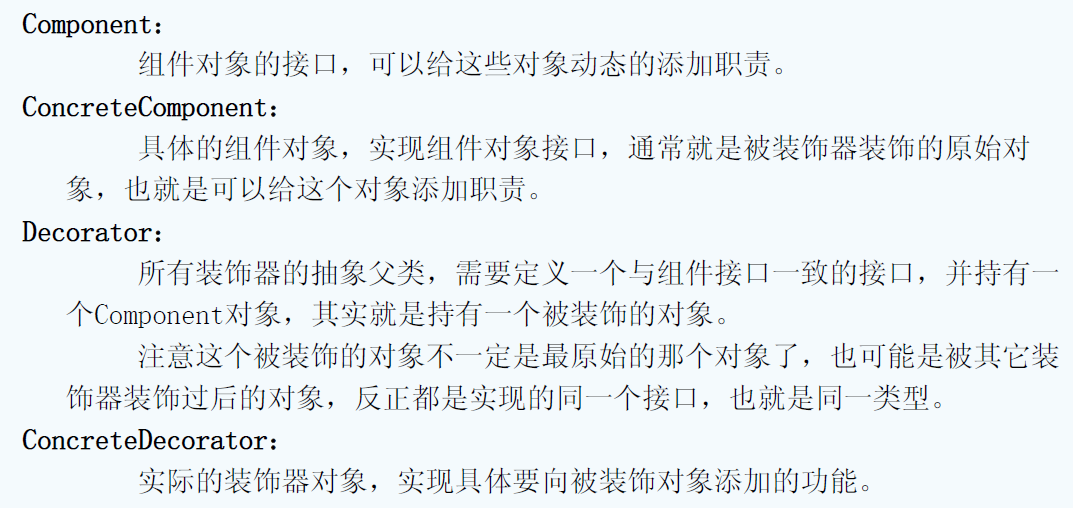 Component：
组件对象的接口，可以给这些对象动态的添加职责。
ConcreteComponent：
具体的组件对象，实现组件对象接口，通常就是被装饰器装饰的原始对
象，也就是可以给这个对象添加职责。
Decorator：
所有装饰器的抽象父类，需要定义一个与组件接口一致的接口，并持有一
个Component对象，其实就是持有一个被装饰的对象。
注意这个被装饰的对象不一定是最原始的那个对象了，也可能是被其它装
饰器装饰过后的对象，反正都是实现的同一个接口，也就是同一类型。
ConcreteDecorator：
实际的装饰器对象，实现具体要向被装饰对象添加的功能。